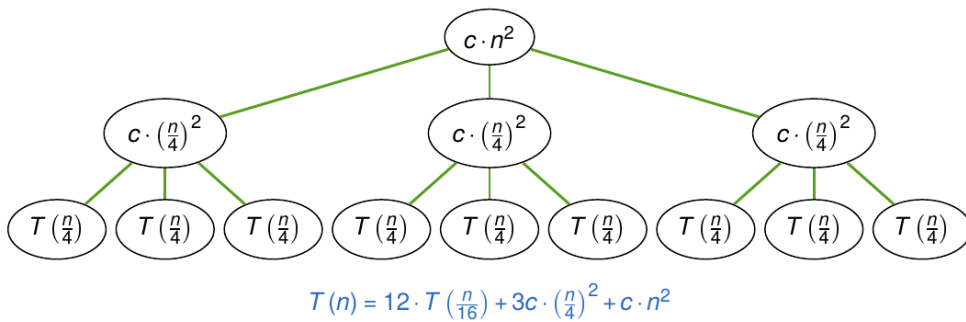 c · n²
c · (n/4)² c · (n/4)² c · (n/4)²
T (n/4) T (n/4) T (n/4) T (n/4) T (n/4) T (n/4) T (n/4) T (n/4) T (n/4)
T (n) = 12 · T (n/16) + 3c · (n/4)² + c · n²